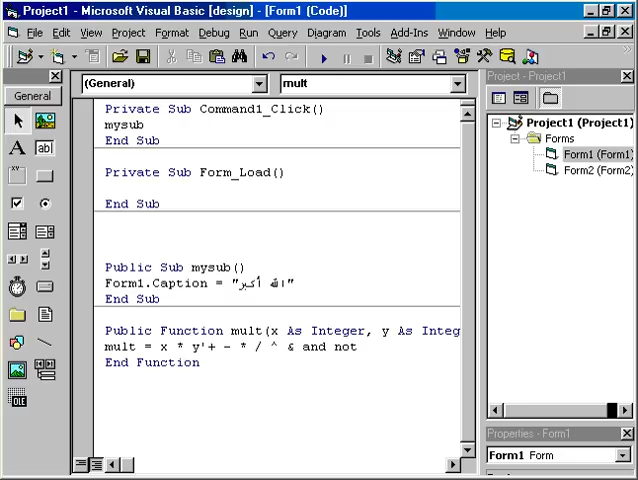 Project1 - Microsoft Visual Basic [design] - [Form1 (Code)]
File Edit View Project Format Debug Run Query Diagram Tools Add-Ins Window Help
General
(General) mult
Private Sub Command1_Click()
mysub
End Sub
Private Sub Form_Load()
End Sub
Public Sub mysub()
Form1.Caption = "الله أكبر"
End Sub
Public Function mult(x As Integer, y As Integ
mult = x * y'+ - * / ^ & and not
End Function
A ab
xv
OLE
Project - Project1
Project1 (Project1)
Forms
Form1 (Form1)
Form2 (Form2)
Properties - Form1
Form1 Form